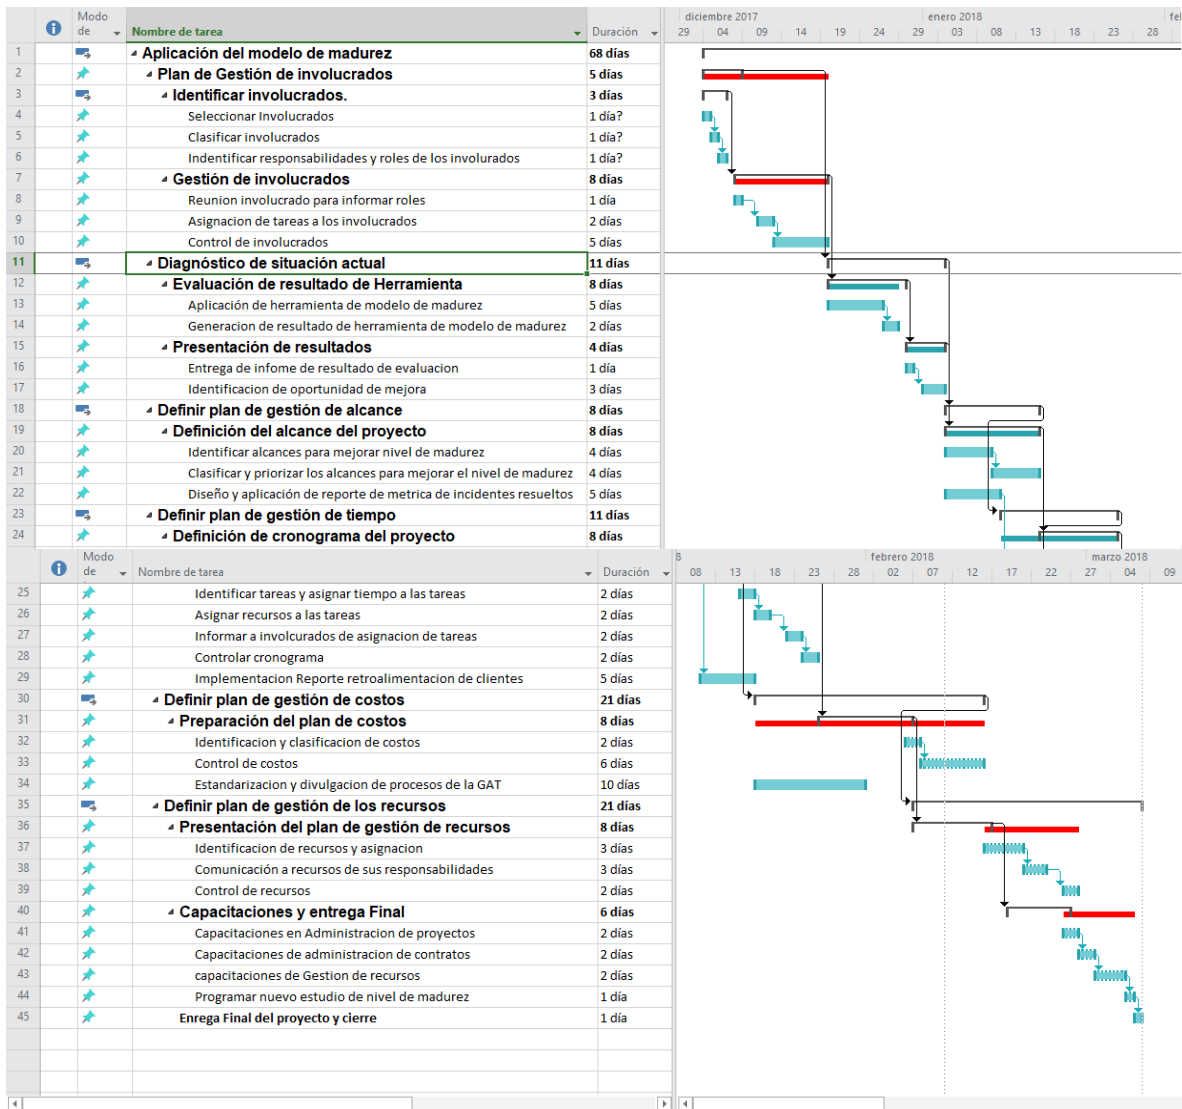 Modo de Nombre de tarea Duración
diciembre 2017 enero 2018 fel
29 04 09 14 19 24 29 03 08 13 18 23 28
1 Aplicación del modelo de madurez 68 días
2 Plan de Gestión de involucrados 5 días
3 Identificar involucrados. 3 días
4 Seleccionar Involucrados 1 día?
5 Clasificar involucrados 1 día?
6 Indentificar responsabilidades y roles de los involurados 1 día?
7 Gestión de involucrados 8 días
8 Reunion involucrado para informar roles 1 día
9 Asignacion de tareas a los involucrados 2 días
10 Control de involucrados 5 días
11 Diagnóstico de situación actual 11 días
12 Evaluación de resultado de Herramienta 8 días
13 Aplicación de herramienta de modelo de madurez 5 días
14 Generacion de resultado de herramienta de modelo de madurez 2 días
15 Presentación de resultados 4 días
16 Entrega de infome de resultado de evaluacion 1 día
17 Identificacion de oportunidad de mejora 3 días
18 Definir plan de gestión de alcance 8 días
19 Definición del alcance del proyecto 8 días
20 Identificar alcances para mejorar nivel de madurez 4 días
21 Clasificar y priorizar los alcances para mejorar el nivel de madurez 4 días
22 Diseño y aplicación de reporte de metrica de incidentes resueltos 5 días
23 Definir plan de gestión de tiempo 11 días
24 Definición de cronograma del proyecto 8 días
Modo de Nombre de tarea Duración
8 febrero 2018 marzo 2018
08 13 18 23 28 02 07 12 17 22 27 04 09
25 Identificar tareas y asignar tiempo a las tareas 2 días
26 Asignar recursos a las tareas 2 días
27 Informar a involcurados de asignacion de tareas 2 días
28 Controlar cronograma 2 días
29 Implementacion Reporte retroalimentacion de clientes 5 días
30 Definir plan de gestión de costos 21 días
31 Preparación del plan de costos 8 días
32 Identificacion y clasificacion de costos 2 días
33 Control de costos 6 días
34 Estandarizacion y divulgacion de procesos de la GAT 10 días
35 Definir plan de gestión de los recursos 21 días
36 Presentación del plan de gestión de recursos 8 días
37 Identificacion de recursos y asignacion 3 días
38 Comunicación a recursos de sus responsabilidades 3 días
39 Control de recursos 2 días
40 Capacitaciones y entrega Final 6 días
41 Capacitaciones en Administracion de proyectos 2 días
42 Capacitaciones de administracion de contratos 2 días
43 capacitaciones de Gestion de recursos 2 días
44 Programar nuevo estudio de nivel de madurez 1 día
45 Enrega Final del proyecto y cierre 1 día